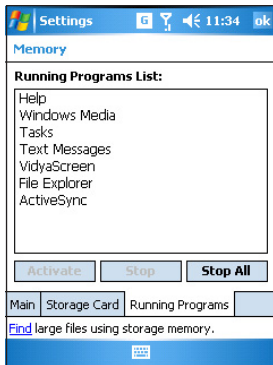 Settings G 11:34 ok
Memory
Running Programs List:
Help
Windows Media
Tasks
Text Messages
VidyaScreen
File Explorer
ActiveSync
Activate Stop Stop All
Main Storage Card Running Programs
Find large files using storage memory.